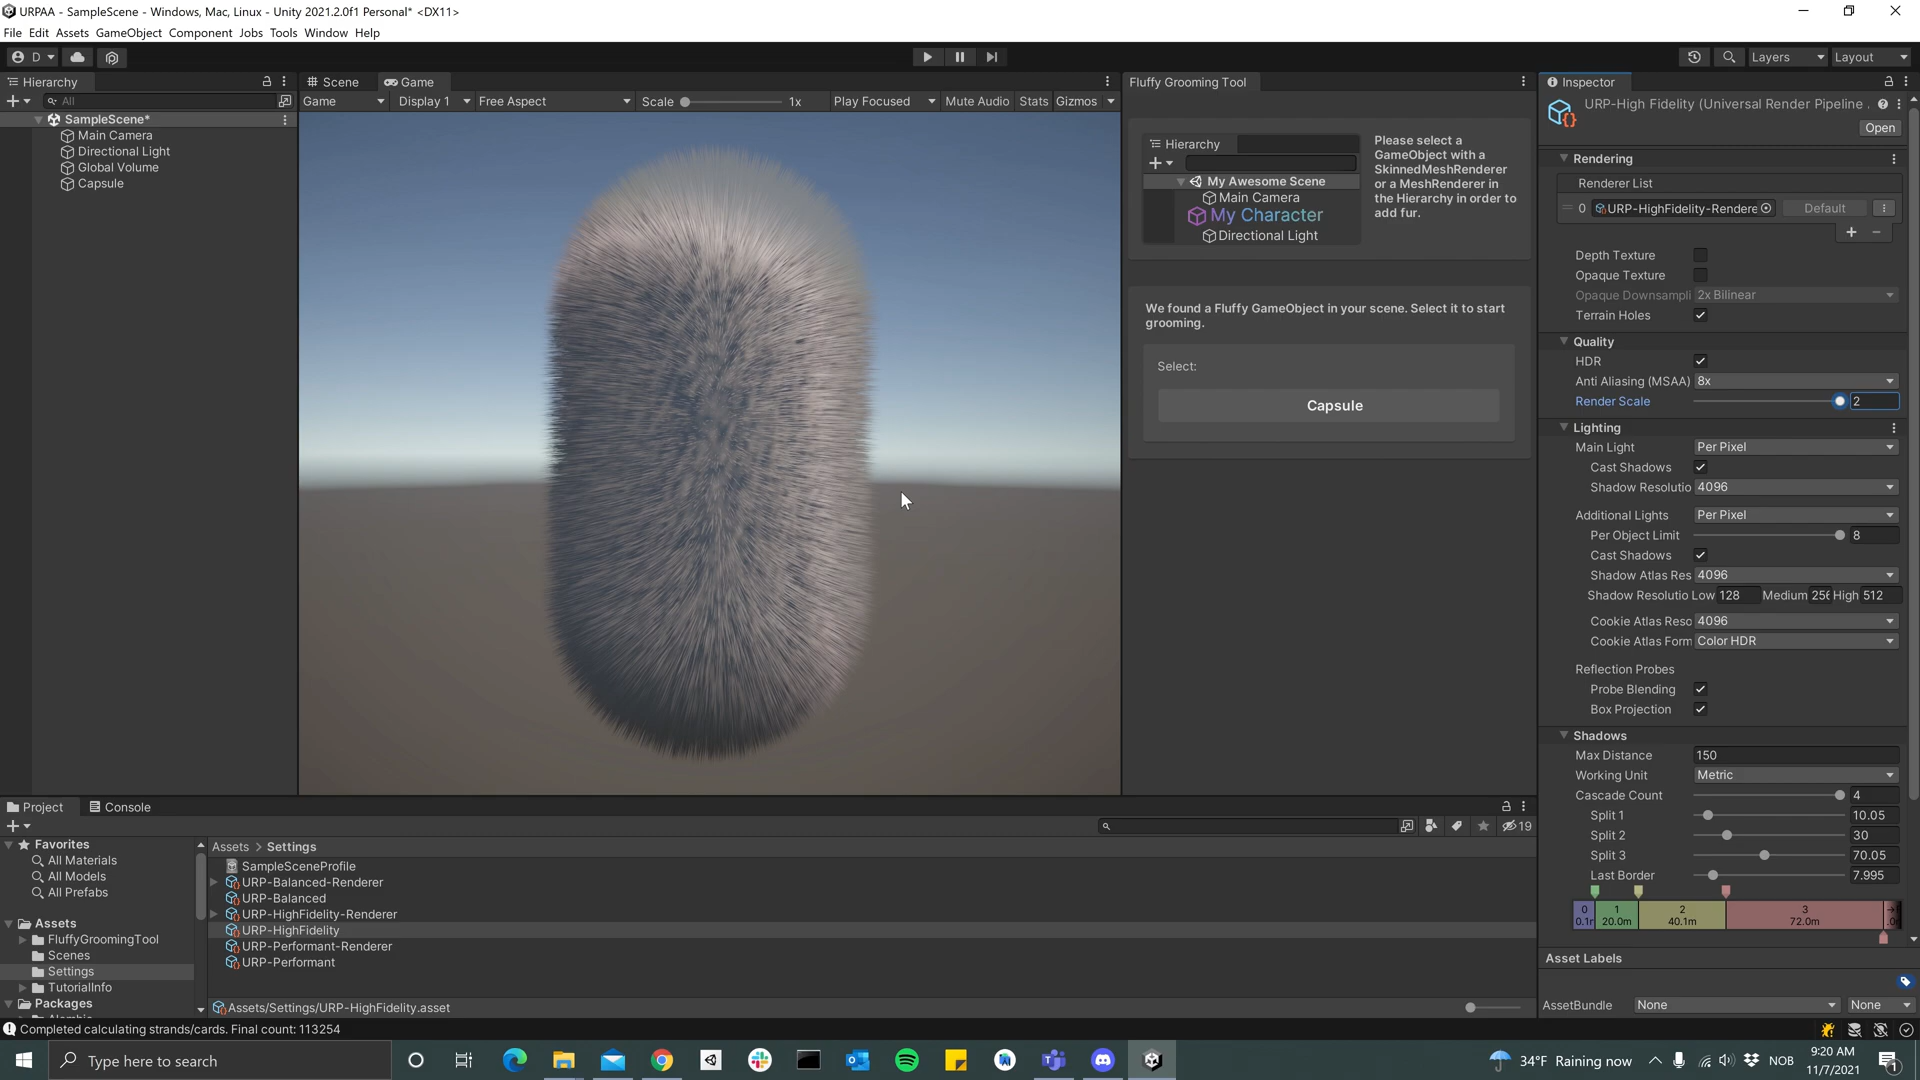 URPAA - SampleScene - Windows, Mac, Linux - Unity 2021.2.0f1 Personal* <DX11>
File Edit Assets GameObject Component Jobs Tools Window Help
D
Layers
Layout
Hierarchy
All
SampleScene*
Main Camera
Directional Light
Global Volume
Capsule
Scene Game
Game Display 1 Free Aspect Scale 1x Play Focused Mute Audio Stats Gizmos
Fluffy Grooming Tool
Hierarchy
My Awesome Scene
Main Camera
My Character
Directional Light
Please select a
GameObject with a
SkinnedMeshRenderer
or a MeshRenderer in
the Hierarchy in order to
add fur.
We found a Fluffy GameObject in your scene. Select it to start
grooming.
Select:
Capsule
Inspector
URP-High Fidelity (Universal Render Pipeline .
Open
Rendering
Renderer List
0 URP-HighFidelity-Rendere Default
Depth Texture
Opaque Texture
Opaque Downsampli 2x Bilinear
Terrain Holes
Quality
HDR
Anti Aliasing (MSAA) 8x
Render Scale 2
Lighting
Main Light Per Pixel
Cast Shadows
Shadow Resolutio 4096
Additional Lights Per Pixel
Per Object Limit 8
Cast Shadows
Shadow Atlas Res 4096
Shadow Resolutio Low 128 Medium 256 High 512
Cookie Atlas Reso 4096
Cookie Atlas Form Color HDR
Reflection Probes
Probe Blending
Box Projection
Shadows
Max Distance 150
Working Unit Metric
Cascade Count 4
Split 1 10.05
Split 2 30
Split 3 70.05
Last Border 7.995
0 1 2 3
20.0m 40.1m 72.0m
Asset Labels
AssetBundle None None
Project Console
19
Favorites
All Materials
All Models
All Prefabs
Assets
FluffyGroomingTool
Scenes
Settings
TutorialInfo
Packages
Assets > Settings
SampleSceneProfile
URP-Balanced-Renderer
URP-Balanced
URP-HighFidelity-Renderer
URP-HighFidelity
URP-Performant-Renderer
URP-Performant
Assets/Settings/URP-HighFidelity.asset
Completed calculating strands/cards. Final count: 113254
Type here to search
34°F Raining now
NOB
9:20 AM
11/7/2021
1